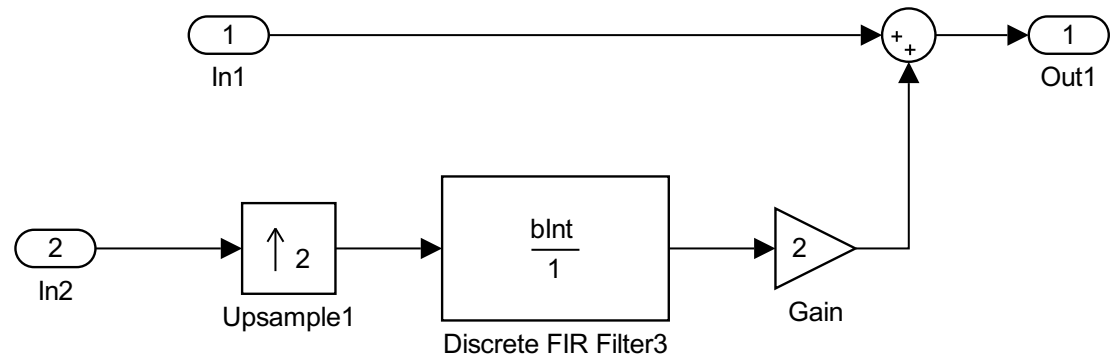 1
In1
+
+
1
Out1
2
In2
2
Upsample1
bInt
1
Discrete FIR Filter3
2
Gain